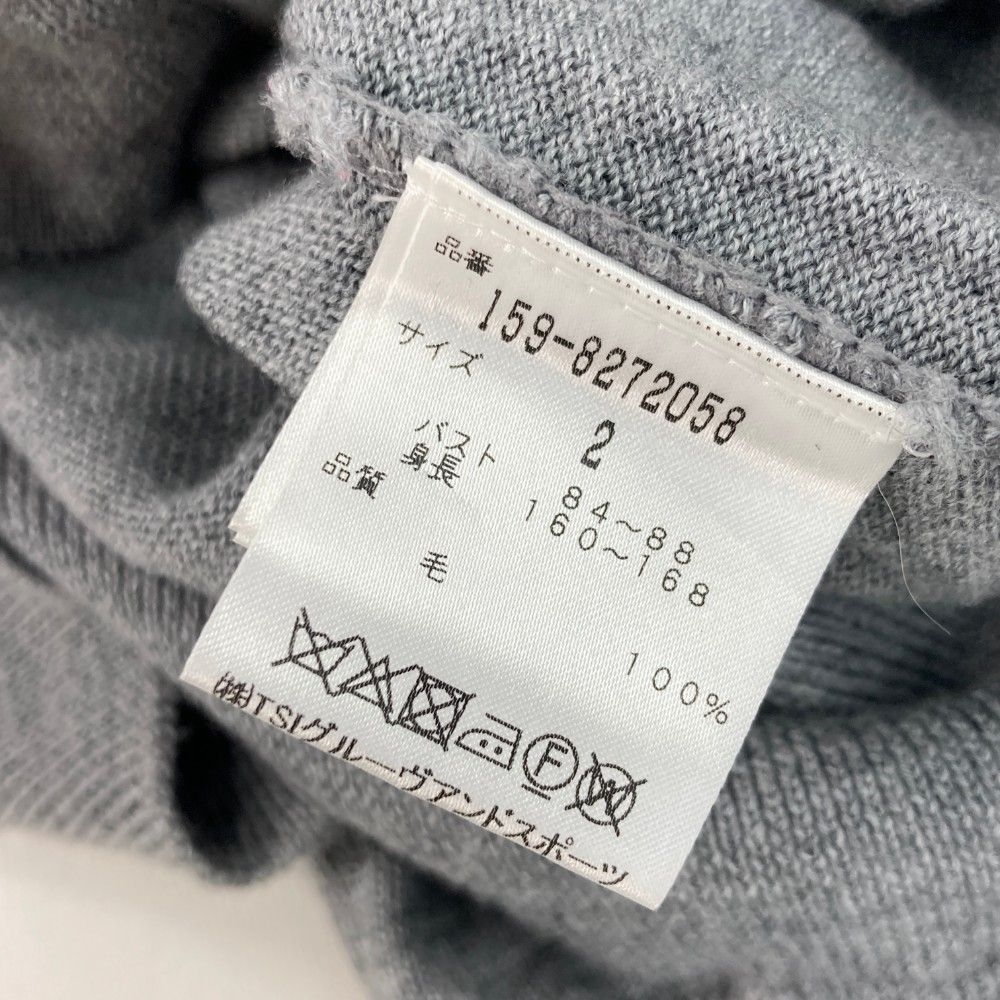 品番
159-8272058
サイズ 2
バスト 84～88
身長 160～168
品質
毛 100%
(株)TSIグルーヴアンドスポーツ